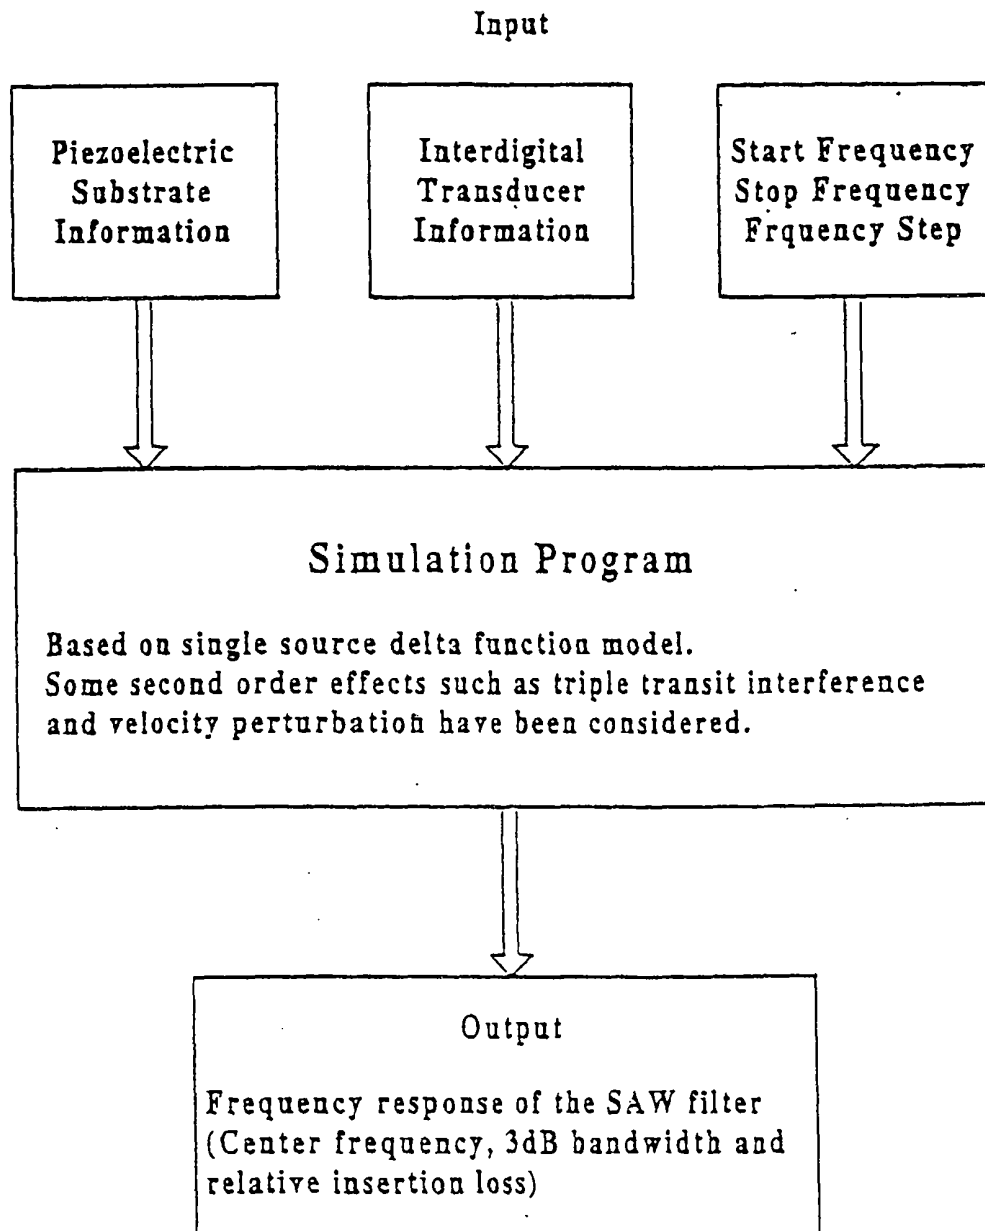 Input
Piezoelectric
Substrate
Information
Interdigital
Transducer
Information
Start Frequency
Stop Frequency
Frquency Step
Simulation Program
Based on single source delta function model.
Some second order effects such as triple transit interference
and velocity perturbation have been considered.
Output
Frequency response of the SAW filter
(Center frequency, 3dB bandwidth and
relative insertion loss)